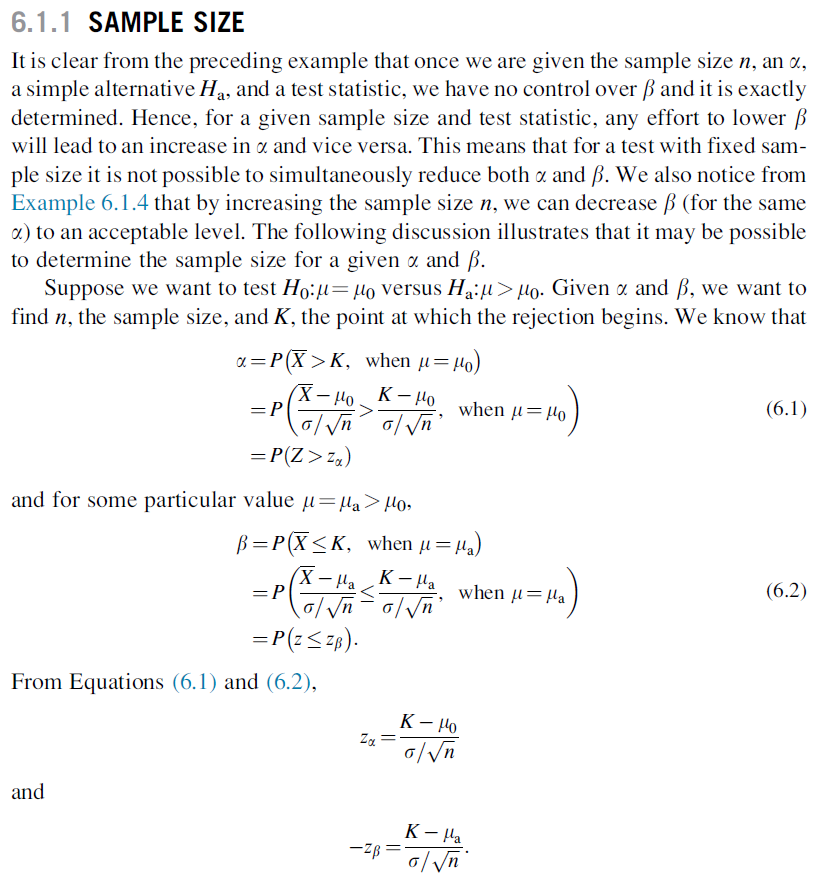 6.1.1 SAMPLE SIZE
It is clear from the preceding example that once we are given the sample size n, an α,
a simple alternative Hₐ, and a test statistic, we have no control over β and it is exactly
determined. Hence, for a given sample size and test statistic, any effort to lower β
will lead to an increase in α and vice versa. This means that for a test with fixed sam-
ple size it is not possible to simultaneously reduce both α and β. We also notice from
Example 6.1.4 that by increasing the sample size n, we can decrease β (for the same
α) to an acceptable level. The following discussion illustrates that it may be possible
to determine the sample size for a given α and β.
Suppose we want to test H₀:μ=μ₀ versus Hₐ:μ>μ₀. Given α and β, we want to
find n, the sample size, and K, the point at which the rejection begins. We know that
α=P(X̅>K, when μ=μ₀)
=P((X̅−μ₀)/(σ/√n)>(K−μ₀)/(σ/√n), when μ=μ₀) (6.1)
=P(Z>z_α)
and for some particular value μ=μₐ>μ₀,
β=P(X̅≤K, when μ=μₐ)
=P((X̅−μₐ)/(σ/√n)≤(K−μₐ)/(σ/√n), when μ=μₐ) (6.2)
=P(z≤z_β).
From Equations (6.1) and (6.2),
z_α=(K−μ₀)/(σ/√n)
and
−z_β=(K−μₐ)/(σ/√n).